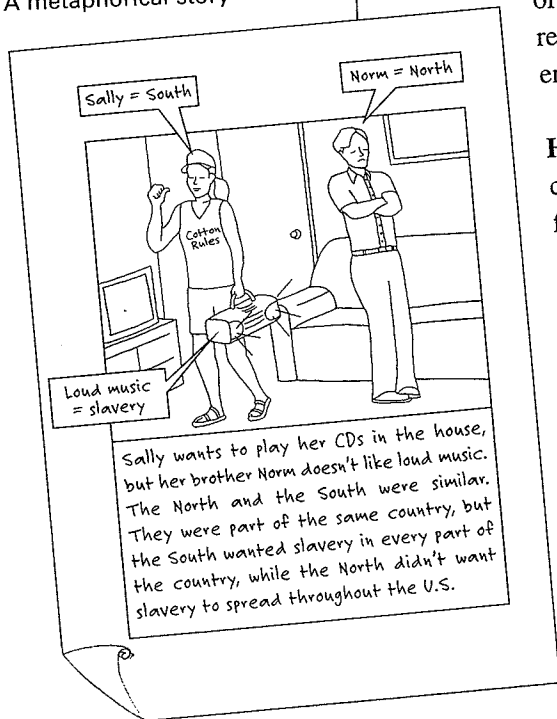 A metaphorical story
Sally = South
Norm = North
Cotton
Rules
Loud music
= slavery
Sally wants to play her CDs in the house,
but her brother Norm doesn't like loud music.
The North and the South were similar.
They were part of the same country, but
the South wanted slavery in every part of
the country, while the North didn't want
slavery to spread throughout the U.S.
re
H